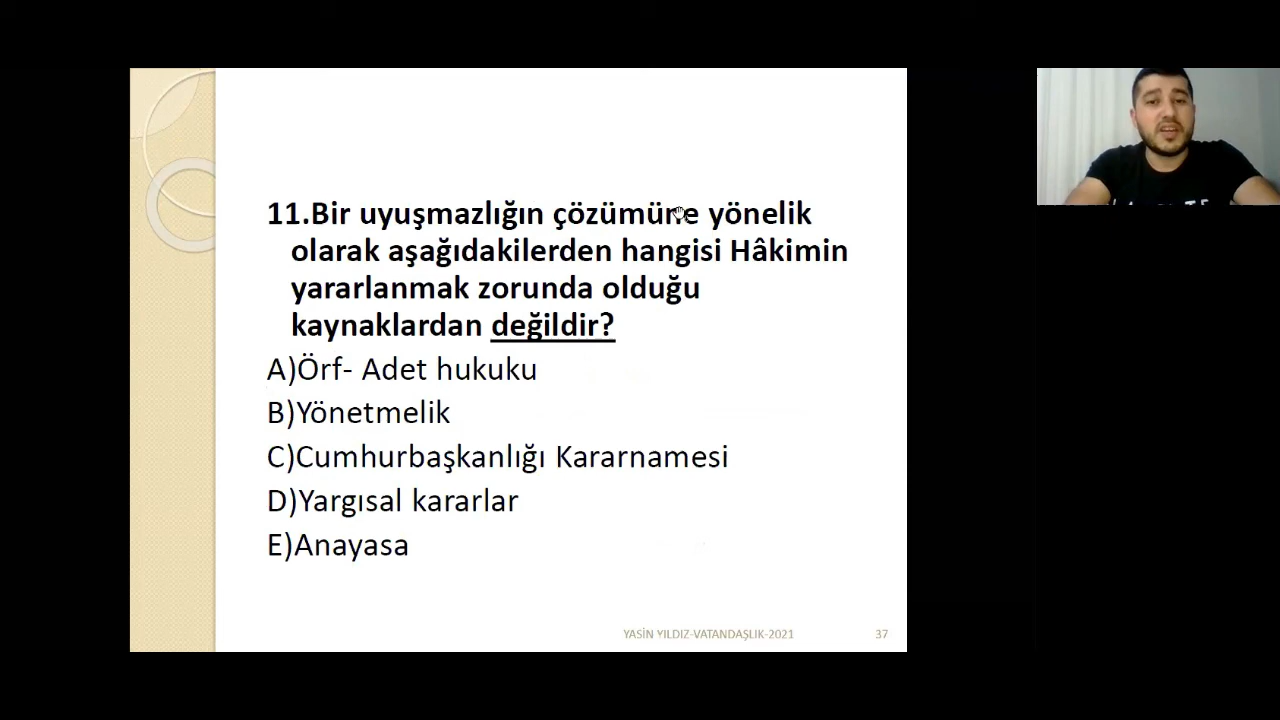 11.Bir uyuşmazlığın çözümüne yönelik
olarak aşağıdakilerden hangisi Hâkimin
yararlanmak zorunda olduğu
kaynaklardan değildir?
A)Örf- Adet hukuku
B)Yönetmelik
C)Cumhurbaşkanlığı Kararnamesi
D)Yargısal kararlar
E)Anayasa
YASİN YILDIZ-VATANDAŞLIK-2021
37